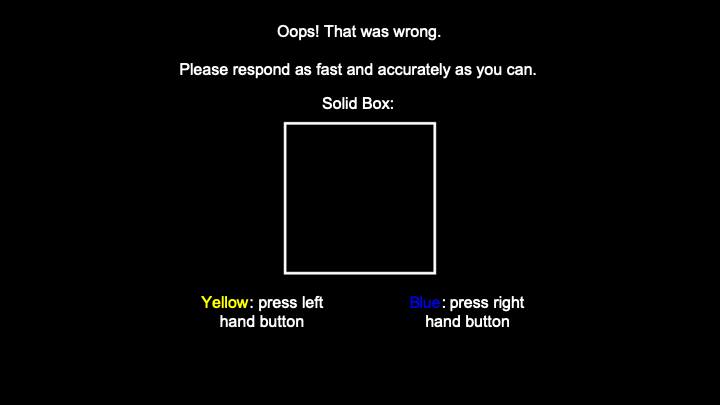 Oops! That was wrong.
Please respond as fast and accurately as you can.
Solid Box:
Yellow: press left
hand button
Blue: press right
hand button